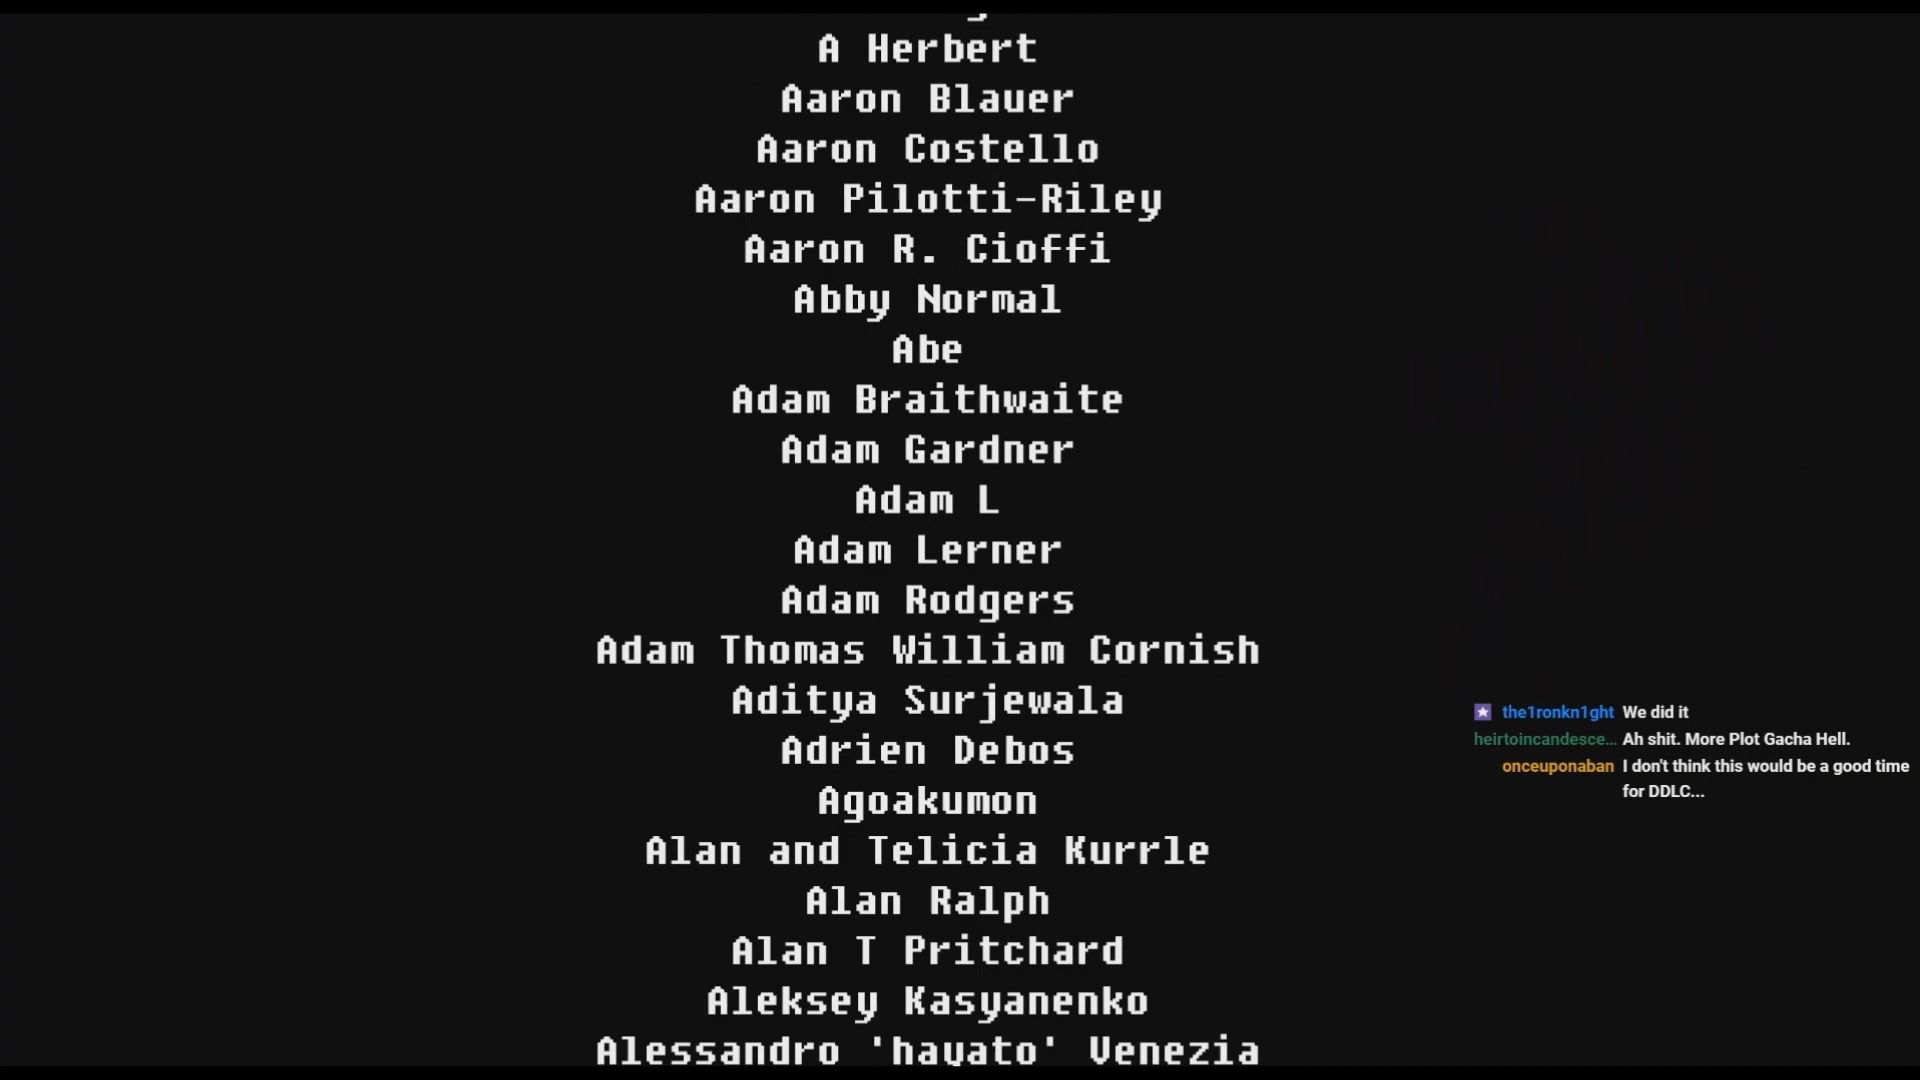 A Herbert
Aaron Blauer
Aaron Costello
Aaron Pilotti-Riley
Aaron R. Cioffi
Abby Normal
Abe
Adam Braithwaite
Adam Gardner
Adam L
Adam Lerner
Adam Rodgers
Adam Thomas William Cornish
Aditya Surjewala
Adrien Debos
Agoakumon
Alan and Telicia Kurrle
Alan Ralph
Alan T Pritchard
Aleksey Kasyanenko
Alessandro 'hayato' Venezia
the1ronkn1ght We did it
heirtoincandesce… Ah shit. More Plot Gacha Hell.
onceuponaban I don't think this would be a good time
for DDLC...